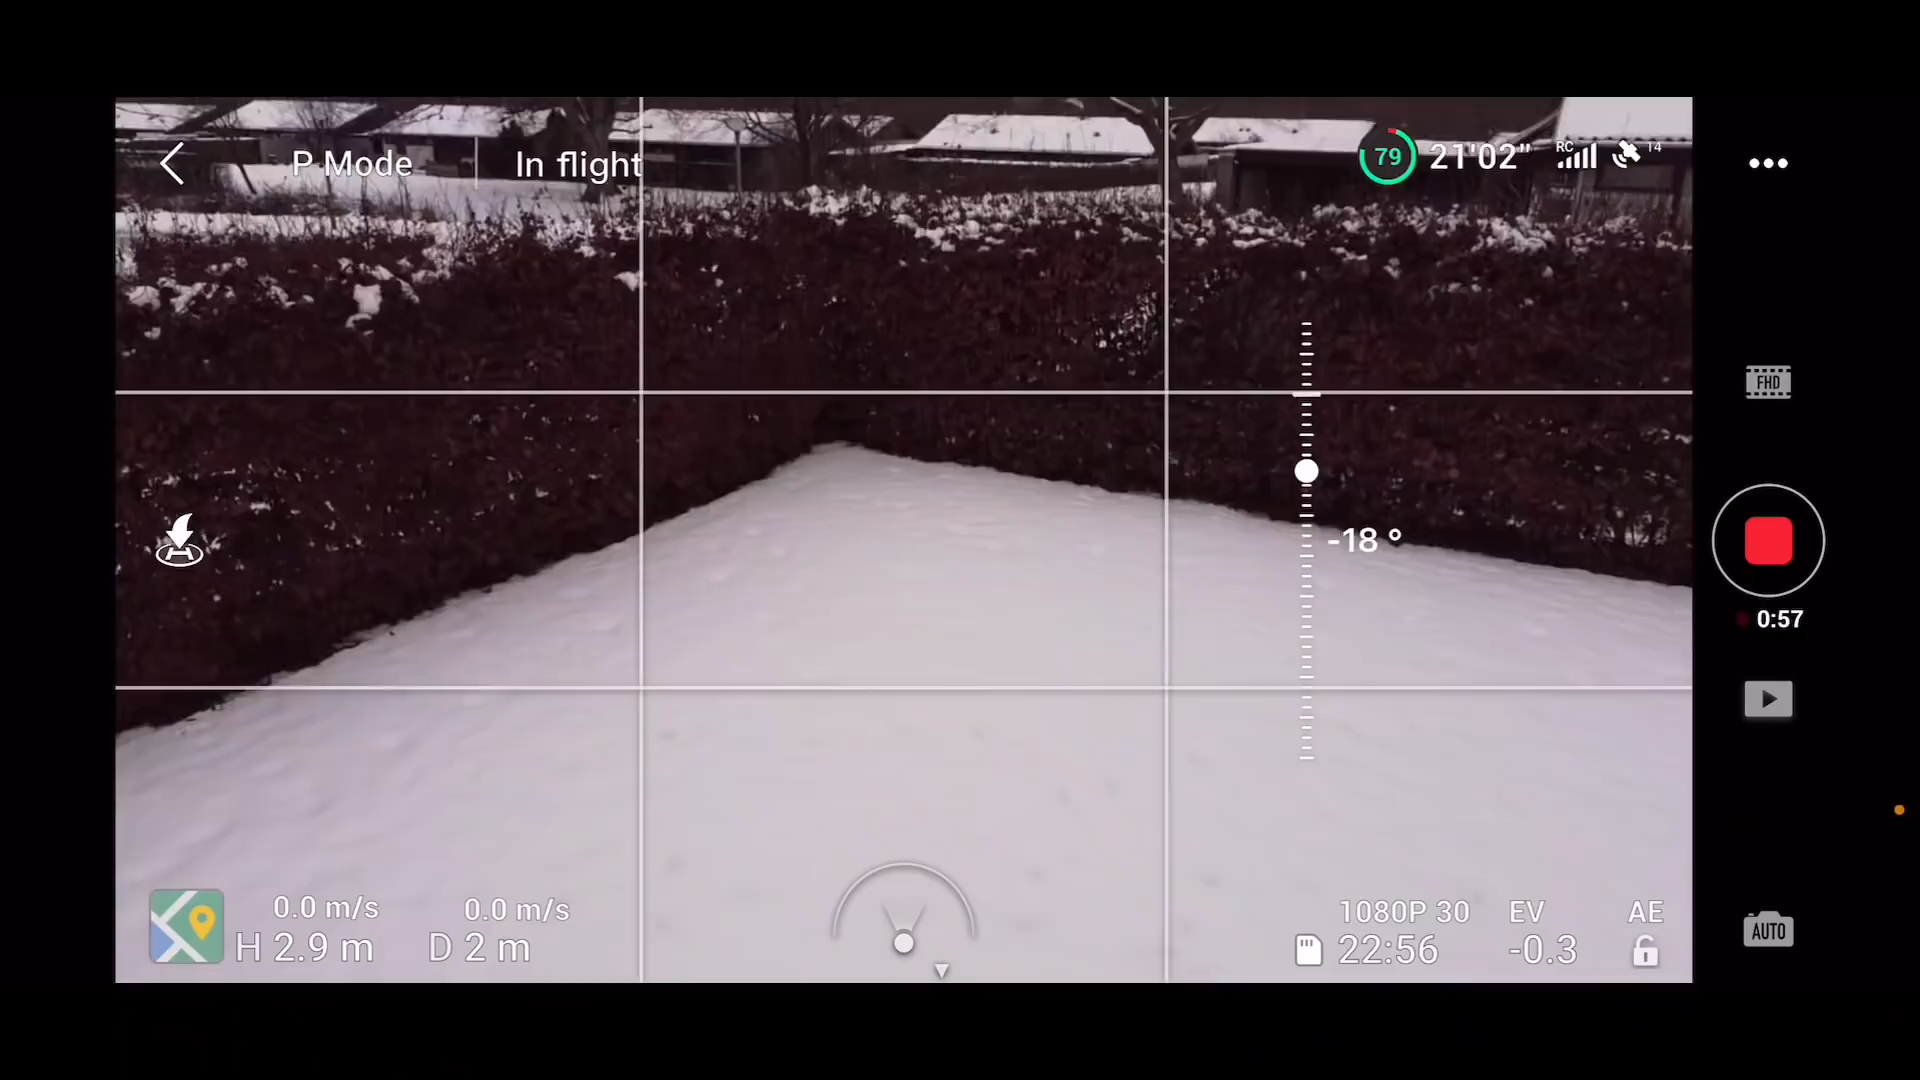 P Mode
In flight
79
21'02"
RC
14
FHD
-18 °
0:57
0.0 m/s
0.0 m/s
H 2.9 m
D 2 m
1080P 30
EV
AE
22:56
-0.3
AUTO